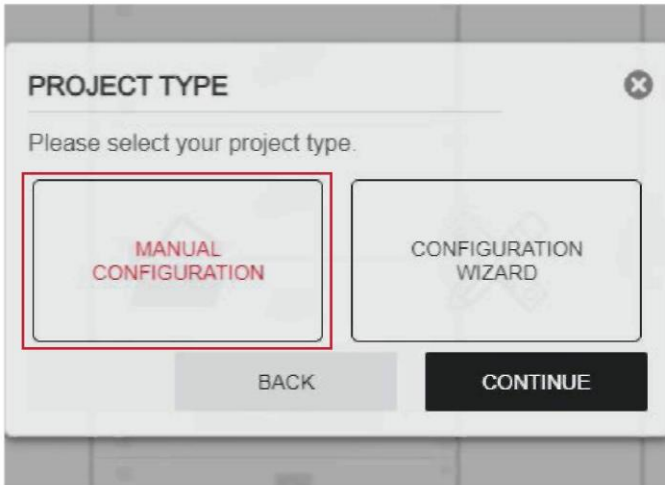 PROJECT TYPE
Please select your project type.
MANUAL
CONFIGURATION
CONFIGURATION
WIZARD
BACK
CONTINUE